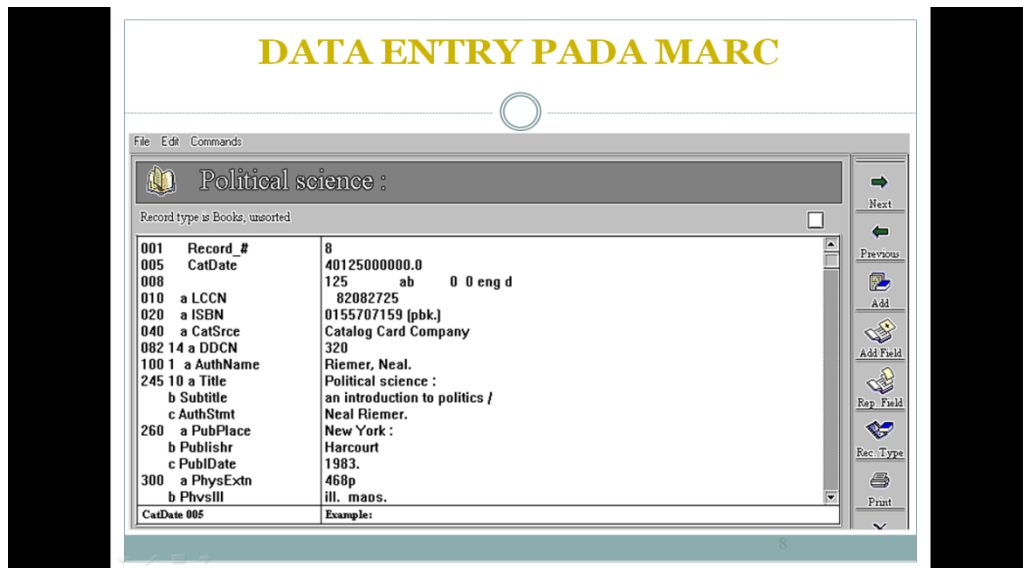 DATA ENTRY PADA MARC
File Edit Commands
Political science :
Record type is Books, unsorted
001 Record_# 8
005 CatDate 40125000000.0
008 125 ab 0 0 eng d
010 a LCCN 82082725
020 a ISBN 0155707159 (pbk.)
040 a CatSrce Catalog Card Company
082 14 a DDCN 320
100 1 a AuthName Riemer, Neal.
245 10 a Title Political science :
b Subtitle an introduction to politics /
c AuthStmt Neal Riemer.
260 a PubPlace New York :
b Publishr Harcourt
c PublDate 1983.
300 a PhysExtn 468p
b PhysIll ill. maps.
CatDate 005 Example:
Next
Previous
Add
Add Field
Rep. Field
Rec. Type
Print
8